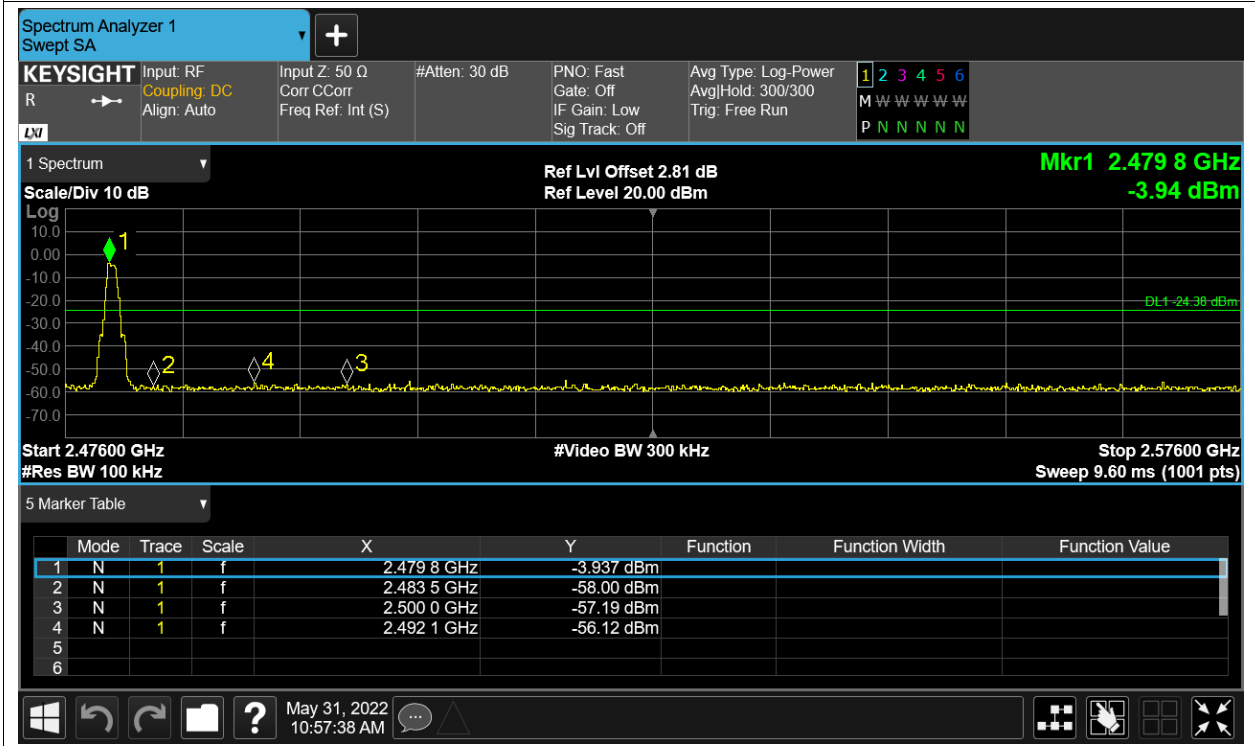 Spectrum Analyzer 1
Swept SA
+
KEYSIGHT Input: RF Input Z: 50 Ω #Atten: 30 dB PNO: Fast Avg Type: Log-Power 1 2 3 4 5 6
R Coupling: DC Corr CCorr Gate: Off Avg|Hold: 300/300 M W W W W W
Align: Auto Freq Ref: Int (S) IF Gain: Low Trig: Free Run
LXI Sig Track: Off P N N N N N
1 Spectrum Ref Lvl Offset 2.81 dB Mkr1 2.479 8 GHz
Scale/Div 10 dB Ref Level 20.00 dBm -3.94 dBm
Log
10.0
1
0.00
-10.0
-20.0 DL1 -24.38 dBm
-30.0
-40.0
2 4 3
-50.0
-60.0
-70.0
Start 2.47600 GHz #Video BW 300 kHz Stop 2.57600 GHz
#Res BW 100 kHz Sweep 9.60 ms (1001 pts)
5 Marker Table
Mode Trace Scale X Y Function Function Width Function Value
1 N 1 f 2.479 8 GHz -3.937 dBm
2 N 1 f 2.483 5 GHz -58.00 dBm
3 N 1 f 2.500 0 GHz -57.19 dBm
4 N 1 f 2.492 1 GHz -56.12 dBm
5
6
? May 31, 2022
10:57:38 AM